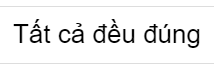 Tất cả đều đúng